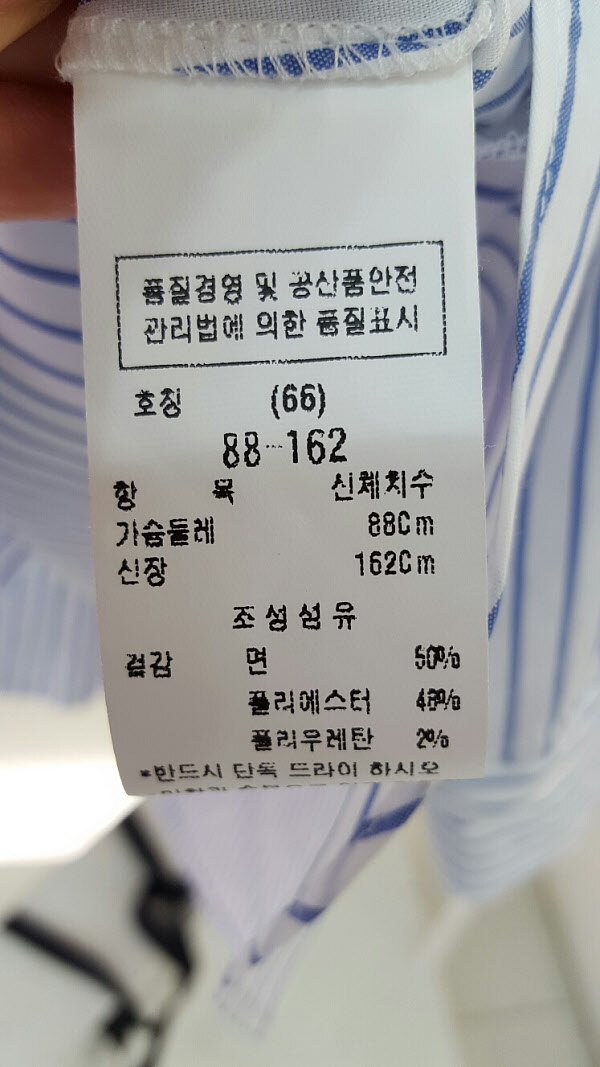 품질경영 및 공산품안전
관리법에 의한 품질표시
호칭 (66)
88-162
항 목 신체치수
가슴둘레 88Cm
신장 162Cm
조성섬유
겉감 면 50%
폴리에스터 48%
폴리우레탄 2%
*반드시 단독 드라이 하시오